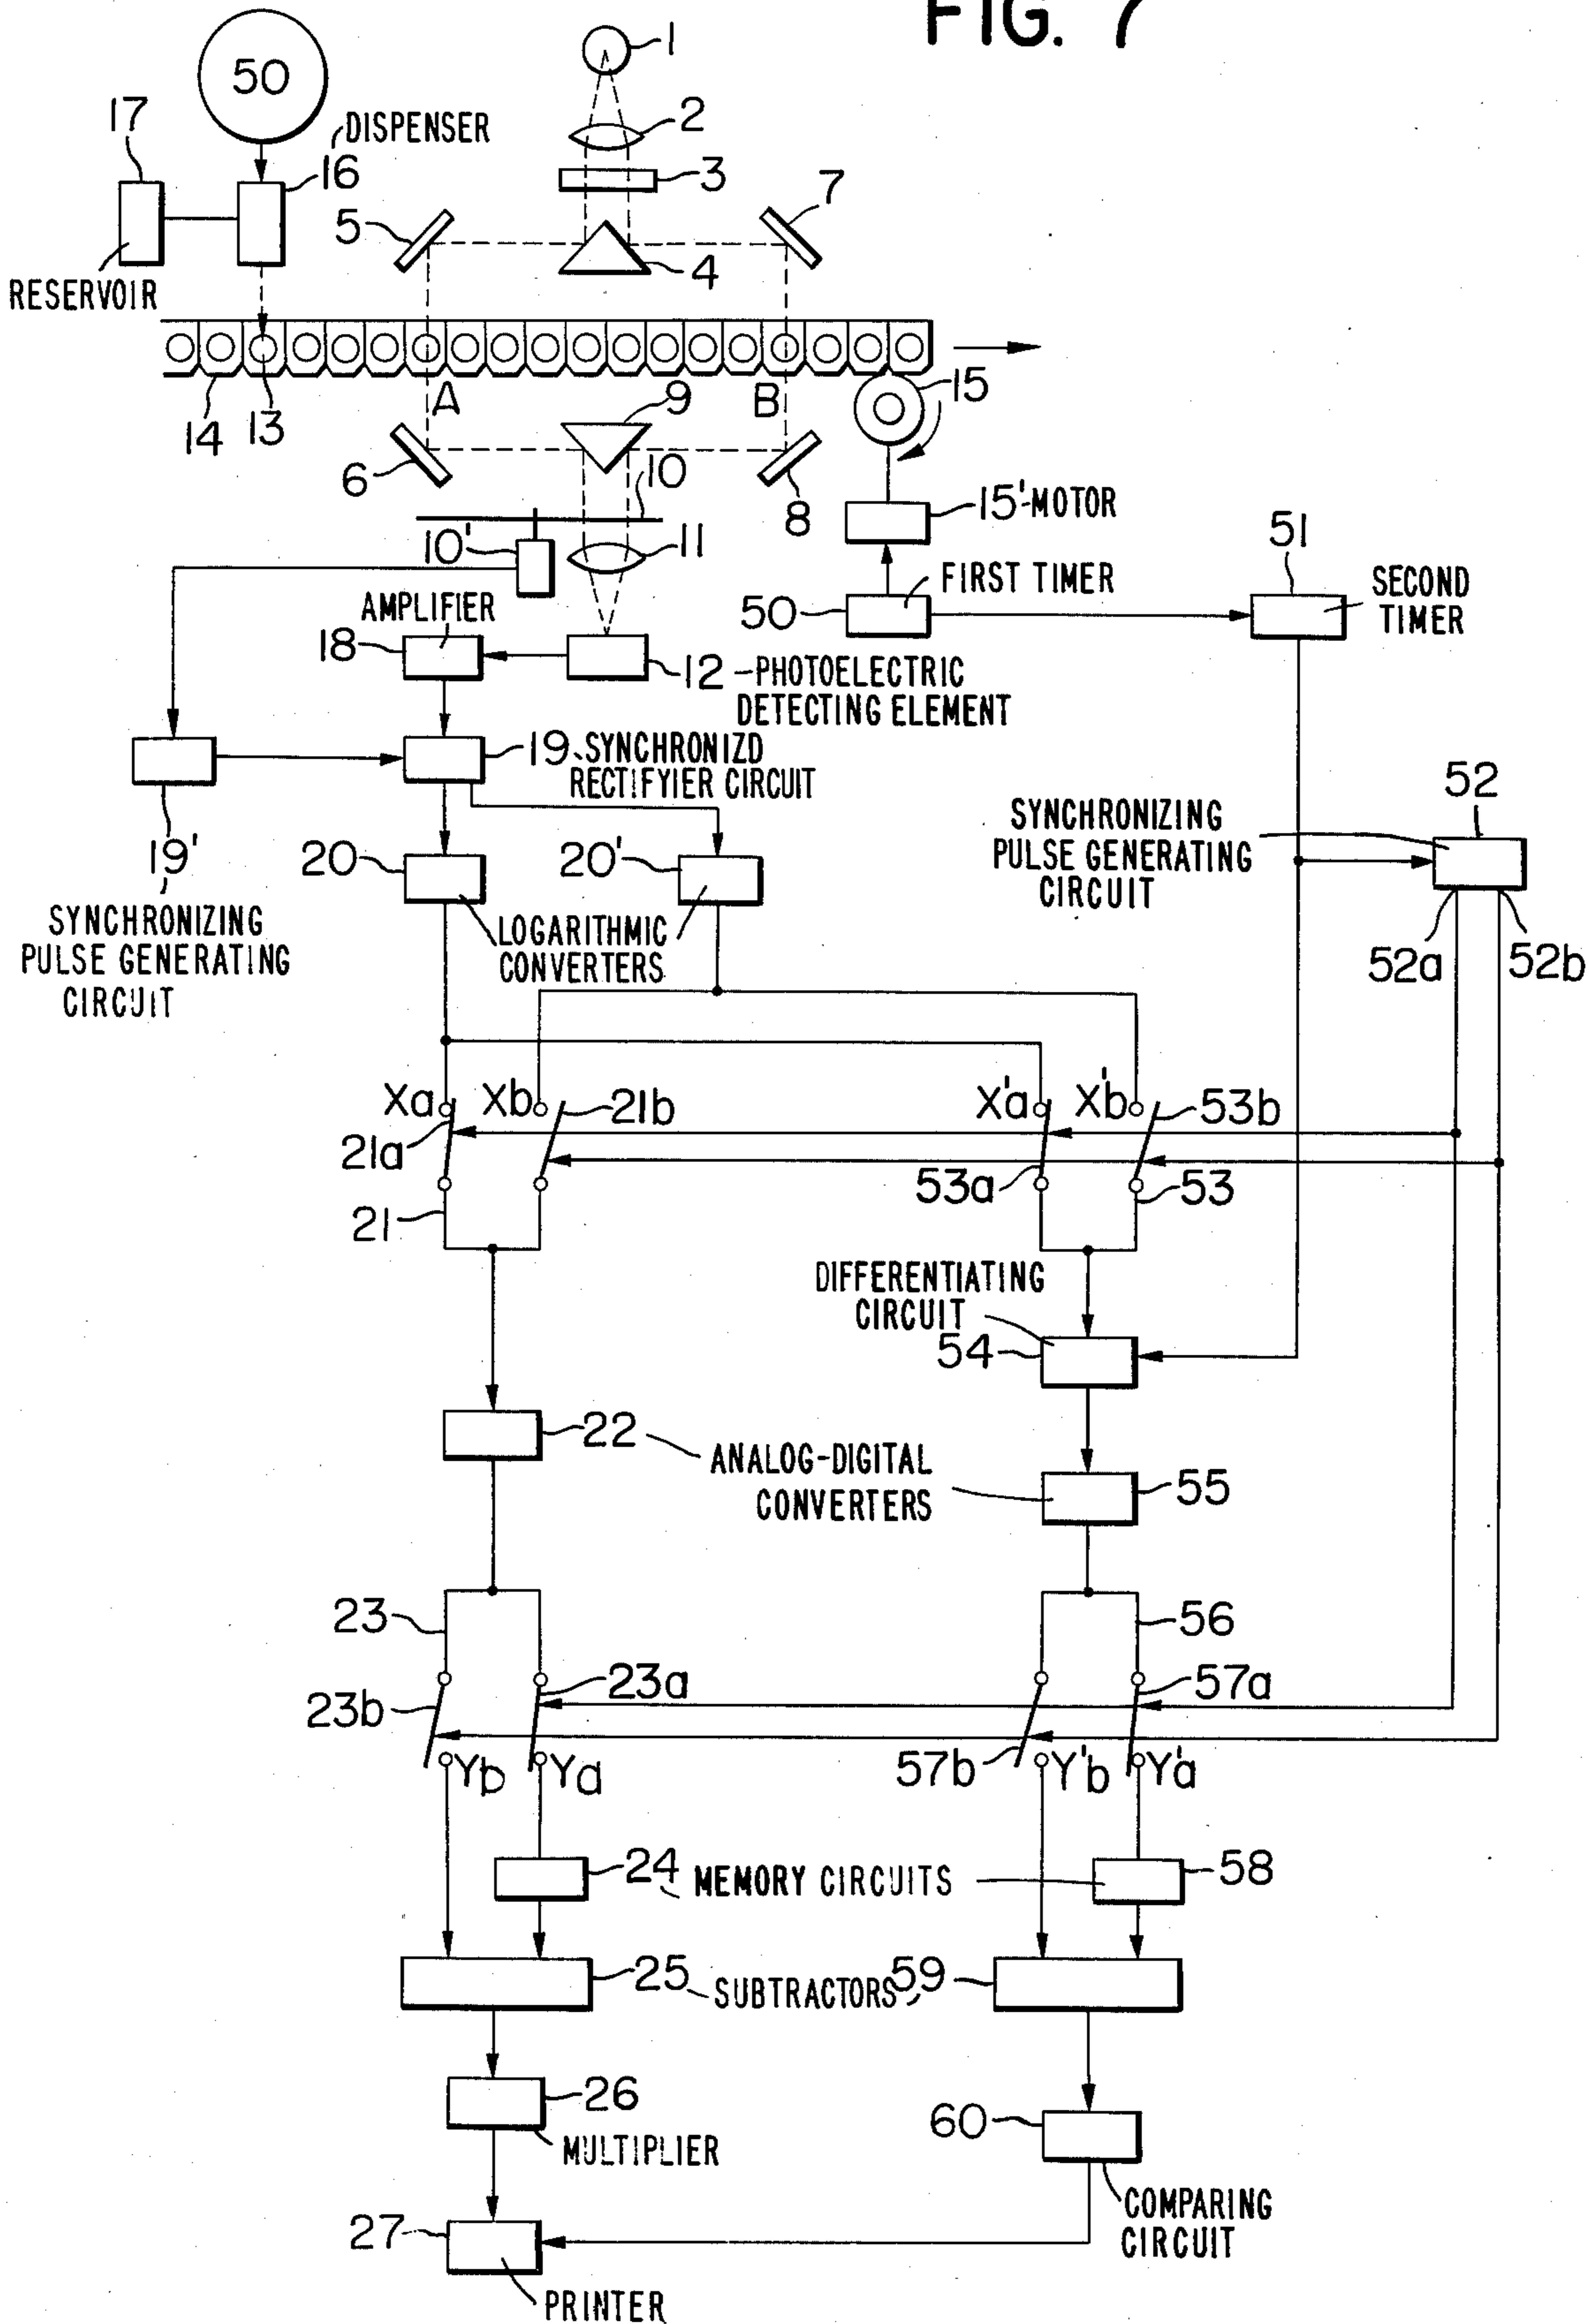 FIG. 7
50
1
17
DISPENSER
2
16
3
7
5
4
RESERVOIR
A
9
B
15
14
13
6
10
8
15'-MOTOR
51
10'
11
FIRST TIMER
SECOND
TIMER
AMPLIFIER
50
18
12-PHOTOELECTRIC
DETECTING ELEMENT
19 SYNCHRONIZD
RECTIFYIER CIRCUIT
52
SYNCHRONIZING
PULSE GENERATING
CIRCUIT
19'
20
20'
SYNCHRONIZING
PULSE GENERATING
CIRCUIT
LOGARITHMIC
CONVERTERS
52a
52b
Xa
Xb
21b
X'a
X'b
53b
21a
53a
53
21
DIFFERENTIATING
CIRCUIT
54
22
ANALOG-DIGITAL
CONVERTERS
55
23
56
23a
57a
23b
57b
Yb
Ya
Y'b
Y'a
24
MEMORY CIRCUITS
58
25
SUBTRACTORS
59
26
60
MULTIPLIER
COMPARING
CIRCUIT
27
PRINTER